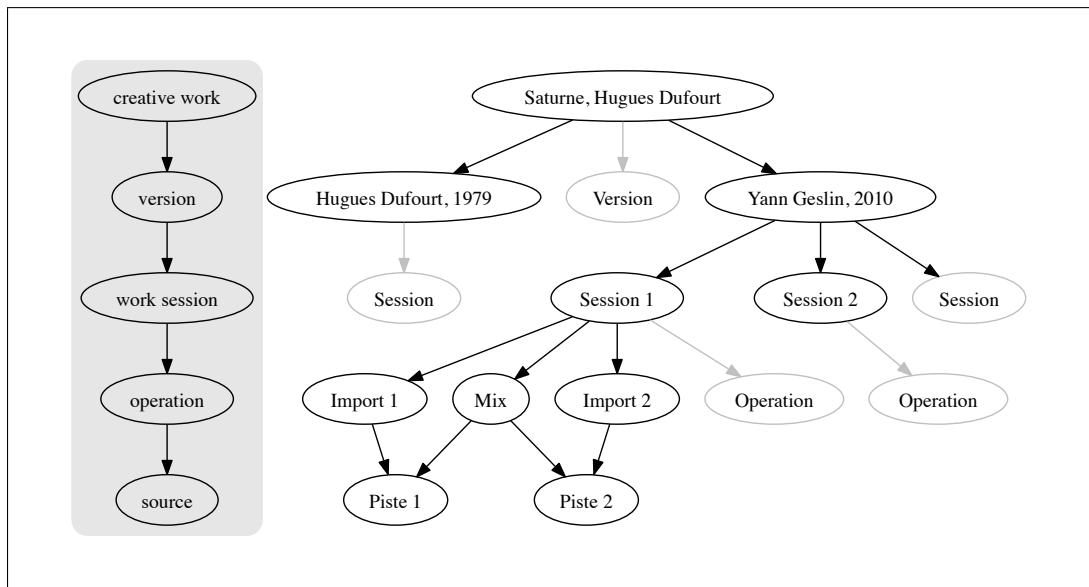 creative work
Saturne, Hugues Dufourt
version
Hugues Dufourt, 1979
Version
Yann Geslin, 2010
work session
Session
Session 1
Session 2
Session
operation
Import 1
Mix
Import 2
Operation
Operation
source
Piste 1
Piste 2